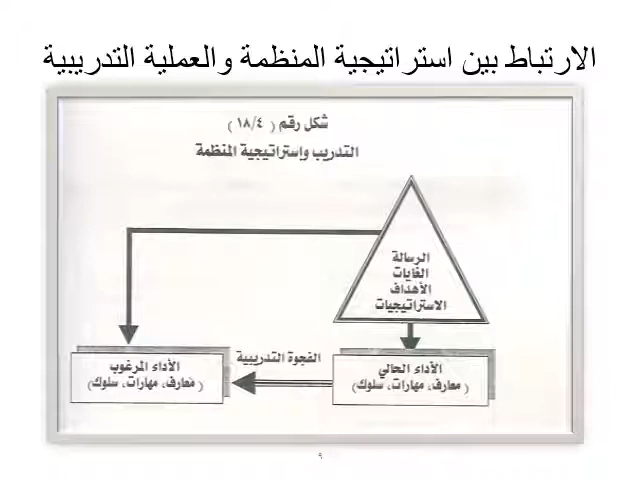 الارتباط بين استراتيجية المنظمة والعملية التدريبية
شكل رقم ( ١٨/٤ )
التدريب واستراتيجية المنظمة
الرسالة
الغايات
الأهداف
الاستراتيجيات
الفجوة التدريبية
الأداء الحالي
( معارف، مهارات، سلوك)
الأداء المرغوب
( معارف، مهارات، سلوك)
٩